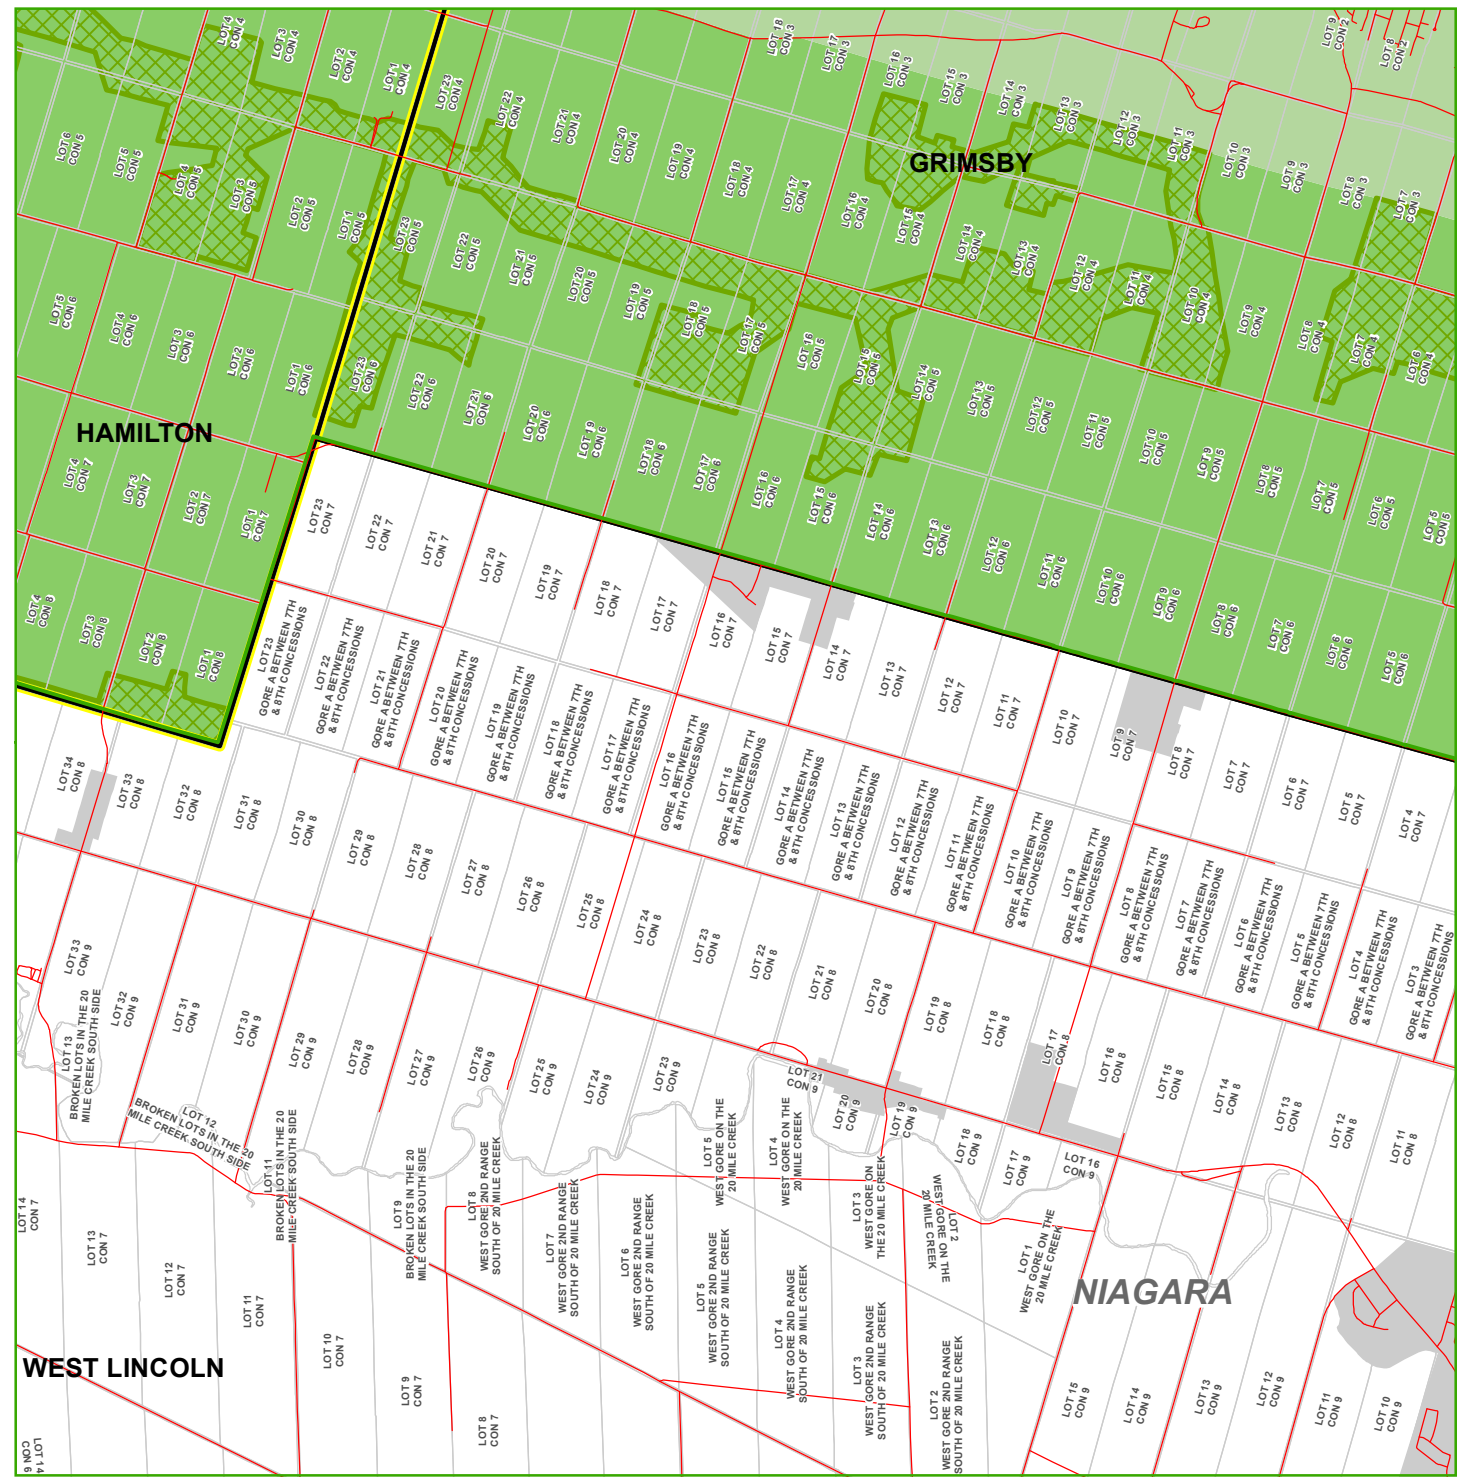 LOT 4
CON 4
LOT 3
CON 4
LOT 2
CON 4
LOT 1
CON 4
LOT 23
CON 4
LOT 22
CON 4
LOT 21
CON 4
LOT 20
CON 4
LOT 19
CON 4
LOT 18
CON 4
LOT 17
CON 4
LOT 16
CON 4
LOT 15
CON 4
LOT 14
CON 4
LOT 13
CON 4
LOT 12
CON 4
LOT 11
CON 4
LOT 10
CON 4
LOT 9
CON 4
LOT 8
CON 4
LOT 7
CON 4
LOT 6
CON 4
LOT 18
CON 3
LOT 17
CON 3
LOT 16
CON 3
LOT 15
CON 3
LOT 14
CON 3
LOT 13
CON 3
LOT 12
CON 3
LOT 11
CON 3
LOT 10
CON 3
LOT 9
CON 3
LOT 8
CON 3
LOT 7
CON 3
LOT 9
CON 2
LOT 8
CON 2
GRIMSBY
LOT 6
CON 5
LOT 5
CON 5
LOT 4
CON 5
LOT 3
CON 5
LOT 2
CON 5
LOT 1
CON 5
LOT 23
CON 5
LOT 22
CON 5
LOT 21
CON 5
LOT 20
CON 5
LOT 19
CON 5
LOT 18
CON 5
LOT 17
CON 5
LOT 16
CON 5
LOT 15
CON 5
LOT 14
CON 5
LOT 13
CON 5
LOT 12
CON 5
LOT 11
CON 5
LOT 10
CON 5
LOT 9
CON 5
LOT 8
CON 5
LOT 7
CON 5
LOT 6
CON 5
LOT 5
CON 5
LOT 5
CON 6
LOT 4
CON 6
LOT 3
CON 6
LOT 2
CON 6
LOT 1
CON 6
LOT 23
CON 6
LOT 22
CON 6
LOT 21
CON 6
LOT 20
CON 6
LOT 19
CON 6
LOT 18
CON 6
LOT 17
CON 6
LOT 16
CON 6
LOT 15
CON 6
LOT 14
CON 6
LOT 13
CON 6
LOT 12
CON 6
LOT 11
CON 6
LOT 10
CON 6
LOT 9
CON 6
LOT 8
CON 6
LOT 7
CON 6
LOT 6
CON 6
LOT 5
CON 6
HAMILTON
LOT 4
CON 7
LOT 3
CON 7
LOT 2
CON 7
LOT 1
CON 7
LOT 23
CON 7
LOT 22
CON 7
LOT 21
CON 7
LOT 20
CON 7
LOT 19
CON 7
LOT 18
CON 7
LOT 17
CON 7
LOT 16
CON 7
LOT 15
CON 7
LOT 14
CON 7
LOT 13
CON 7
LOT 12
CON 7
LOT 11
CON 7
LOT 10
CON 7
LOT 9
CON 7
LOT 8
CON 7
LOT 7
CON 7
LOT 6
CON 7
LOT 5
CON 7
LOT 4
CON 7
LOT 4
CON 8
LOT 3
CON 8
LOT 2
CON 8
LOT 1
CON 8
LOT 23
GORE A BETWEEN 7TH
& 8TH CONCESSIONS
LOT 22
GORE A BETWEEN 7TH
& 8TH CONCESSIONS
LOT 21
GORE A BETWEEN 7TH
& 8TH CONCESSIONS
LOT 20
GORE A BETWEEN 7TH
& 8TH CONCESSIONS
LOT 19
GORE A BETWEEN 7TH
& 8TH CONCESSIONS
LOT 18
GORE A BETWEEN 7TH
& 8TH CONCESSIONS
LOT 17
GORE A BETWEEN 7TH
& 8TH CONCESSIONS
LOT 16
GORE A BETWEEN 7TH
& 8TH CONCESSIONS
LOT 15
GORE A BETWEEN 7TH
& 8TH CONCESSIONS
LOT 14
GORE A BETWEEN 7TH
& 8TH CONCESSIONS
LOT 13
GORE A BETWEEN 7TH
& 8TH CONCESSIONS
LOT 12
GORE A BETWEEN 7TH
& 8TH CONCESSIONS
LOT 11
GORE A BETWEEN 7TH
& 8TH CONCESSIONS
LOT 10
GORE A BETWEEN 7TH
& 8TH CONCESSIONS
LOT 9
GORE A BETWEEN 7TH
& 8TH CONCESSIONS
LOT 8
GORE A BETWEEN 7TH
& 8TH CONCESSIONS
LOT 7
GORE A BETWEEN 7TH
& 8TH CONCESSIONS
LOT 6
GORE A BETWEEN 7TH
& 8TH CONCESSIONS
LOT 5
GORE A BETWEEN 7TH
& 8TH CONCESSIONS
LOT 4
GORE A BETWEEN 7TH
& 8TH CONCESSIONS
LOT 3
GORE A BETWEEN 7TH
& 8TH CONCESSIONS
LOT 34
CON 8
LOT 33
CON 8
LOT 32
CON 8
LOT 31
CON 8
LOT 30
CON 8
LOT 29
CON 8
LOT 28
CON 8
LOT 27
CON 8
LOT 26
CON 8
LOT 25
CON 8
LOT 24
CON 8
LOT 23
CON 8
LOT 22
CON 8
LOT 21
CON 8
LOT 20
CON 8
LOT 19
CON 8
LOT 18
CON 8
LOT 17
CON 8
LOT 16
CON 8
LOT 15
CON 8
LOT 14
CON 8
LOT 13
CON 8
LOT 12
CON 8
LOT 11
CON 8
LOT 33
CON 9
LOT 32
CON 9
LOT 31
CON 9
LOT 30
CON 9
LOT 29
CON 9
LOT 28
CON 9
LOT 27
CON 9
LOT 26
CON 9
LOT 25
CON 9
LOT 24
CON 9
LOT 23
CON 9
LOT 21
CON 9
LOT 20
CON 9
LOT 19
CON 9
LOT 18
CON 9
LOT 17
CON 9
LOT 16
CON 9
LOT 13
BROKEN LOTS IN THE 20
MILE CREEK SOUTH SIDE
LOT 12
BROKEN LOTS IN THE 20
MILE CREEK SOUTH SIDE
LOT 11
BROKEN LOTS IN THE 20
MILE CREEK SOUTH SIDE
LOT 9
BROKEN LOTS IN THE 20
MILE CREEK SOUTH SIDE
LOT 8
WEST GORE 2ND RANGE
SOUTH OF 20 MILE CREEK
LOT 7
WEST GORE 2ND RANGE
SOUTH OF 20 MILE CREEK
LOT 6
WEST GORE 2ND RANGE
SOUTH OF 20 MILE CREEK
LOT 5
WEST GORE 2ND RANGE
SOUTH OF 20 MILE CREEK
LOT 4
WEST GORE 2ND RANGE
SOUTH OF 20 MILE CREEK
LOT 3
WEST GORE 2ND RANGE
SOUTH OF 20 MILE CREEK
LOT 2
WEST GORE 2ND RANGE
SOUTH OF 20 MILE CREEK
LOT 5
WEST GORE ON THE
20 MILE CREEK
LOT 4
WEST GORE ON THE
20 MILE CREEK
LOT 3
WEST GORE ON
THE 20 MILE CREEK
LOT 2
WEST GORE ON THE
20 MILE CREEK
LOT 1
WEST GORE ON THE
20 MILE CREEK
NIAGARA
LOT 14
CON 7
LOT 13
CON 7
LOT 12
CON 7
LOT 11
CON 7
LOT 10
CON 7
LOT 9
CON 7
LOT 8
CON 7
WEST LINCOLN
LOT 14
CON 6
LOT 15
CON 9
LOT 14
CON 9
LOT 13
CON 9
LOT 12
CON 9
LOT 11
CON 9
LOT 10
CON 9